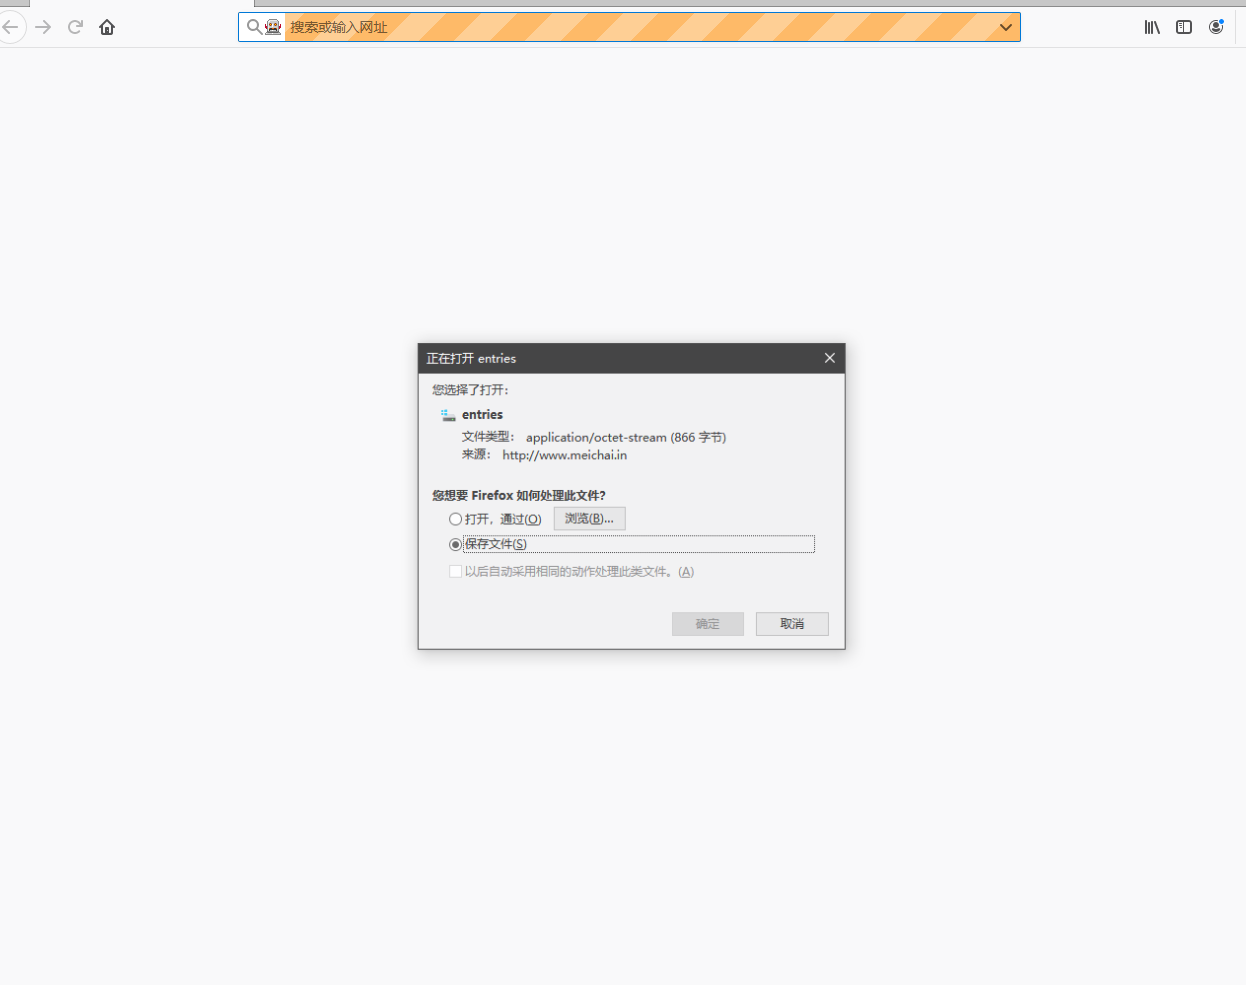 搜索或输入网址
正在打开 entries
您选择了打开：
entries
文件类型： application/octet-stream (866 字节)
来源： http://www.meichai.in
您想要 Firefox 如何处理此文件？
打开，通过(O) 浏览(B)...
保存文件(S)
以后自动采用相同的动作处理此类文件。(A)
确定 取消